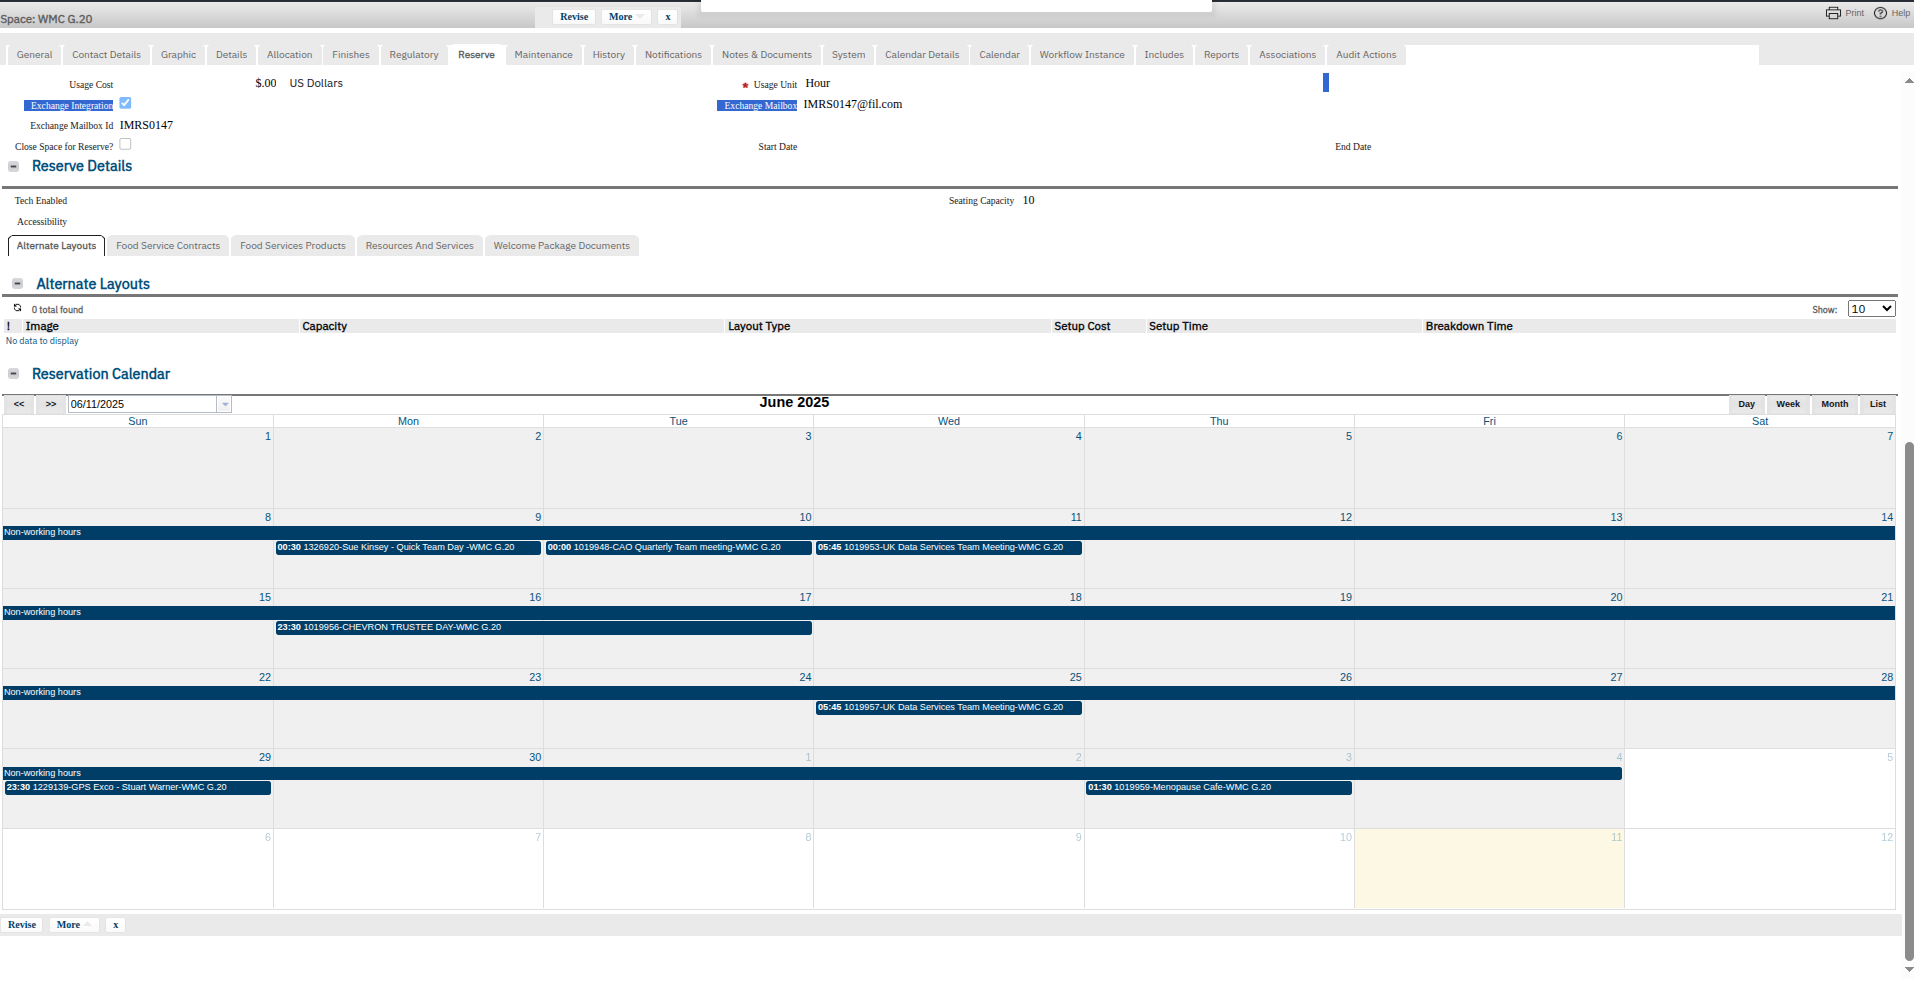 Space: WMC G.20 Revise More x Print Help
General Contact Details Graphic Details Allocation Finishes Regulatory Reserve Maintenance History Notifications Notes & Documents System Calendar Details Calendar Workflow Instance Includes Reports Associations Audit Actions
Usage Cost $.00 US Dollars * Usage Unit Hour
Exchange Integration Exchange Mailbox IMRS0147@fil.com
Exchange Mailbox Id IMRS0147
Close Space for Reserve? Start Date End Date
Reserve Details
Tech Enabled Seating Capacity 10
Accessibility
Alternate Layouts Food Service Contracts Food Services Products Resources And Services Welcome Package Documents
Alternate Layouts
0 total found Show: 10
! Image Capacity Layout Type Setup Cost Setup Time Breakdown Time
No data to display
Reservation Calendar
<< >> 06/11/2025 June 2025 Day Week Month List
Sun Mon Tue Wed Thu Fri Sat
1 2 3 4 5 6 7
8 9 10 11 12 13 14
Non-working hours
00:30 1326920-Sue Kinsey - Quick Team Day -WMC G.20 00:00 1019948-CAO Quarterly Team meeting-WMC G.20 05:45 1019953-UK Data Services Team Meeting-WMC G.20
15 16 17 18 19 20 21
Non-working hours
23:30 1019956-CHEVRON TRUSTEE DAY-WMC G.20
22 23 24 25 26 27 28
Non-working hours
05:45 1019957-UK Data Services Team Meeting-WMC G.20
29 30 1 2 3 4 5
Non-working hours
23:30 1229139-GPS Exco - Stuart Warner-WMC G.20 01:30 1019959-Menopause Cafe-WMC G.20
6 7 8 9 10 11 12
Revise More x